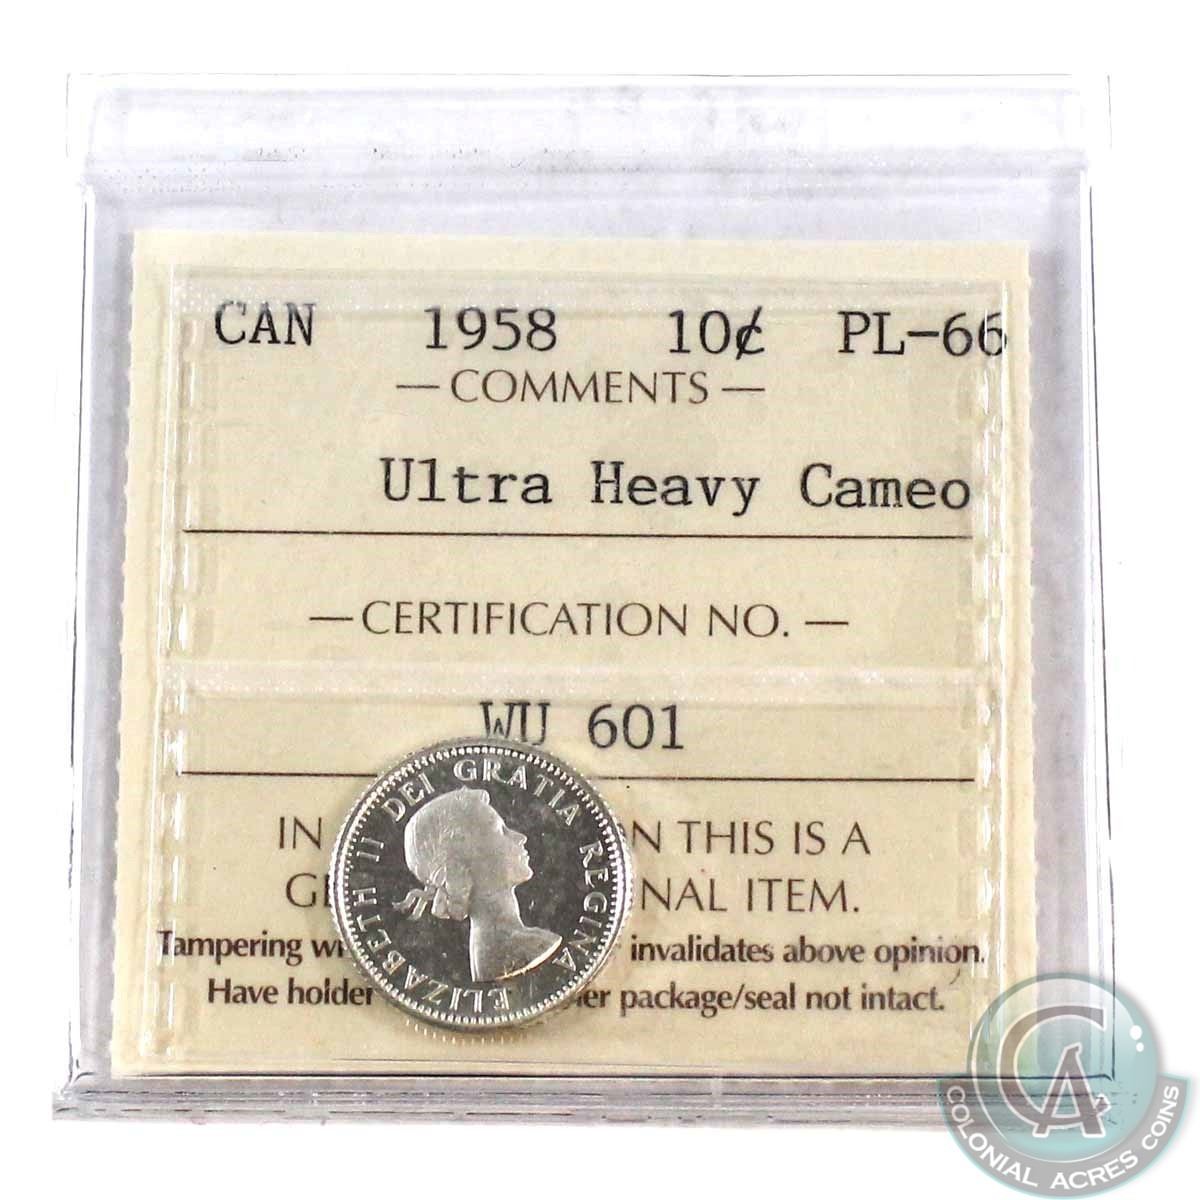 CAN 1958 10¢ PL-66
— COMMENTS —
Ultra Heavy Cameo
— CERTIFICATION NO. —
WU 601
IN N THIS IS A
NAL ITEM.
Tampering invalidates above opinion.
Have holder package/seal not intact.
ELIZABETH II DEI GRATIA REGINA
CA
COLONIAL ACRES COINS